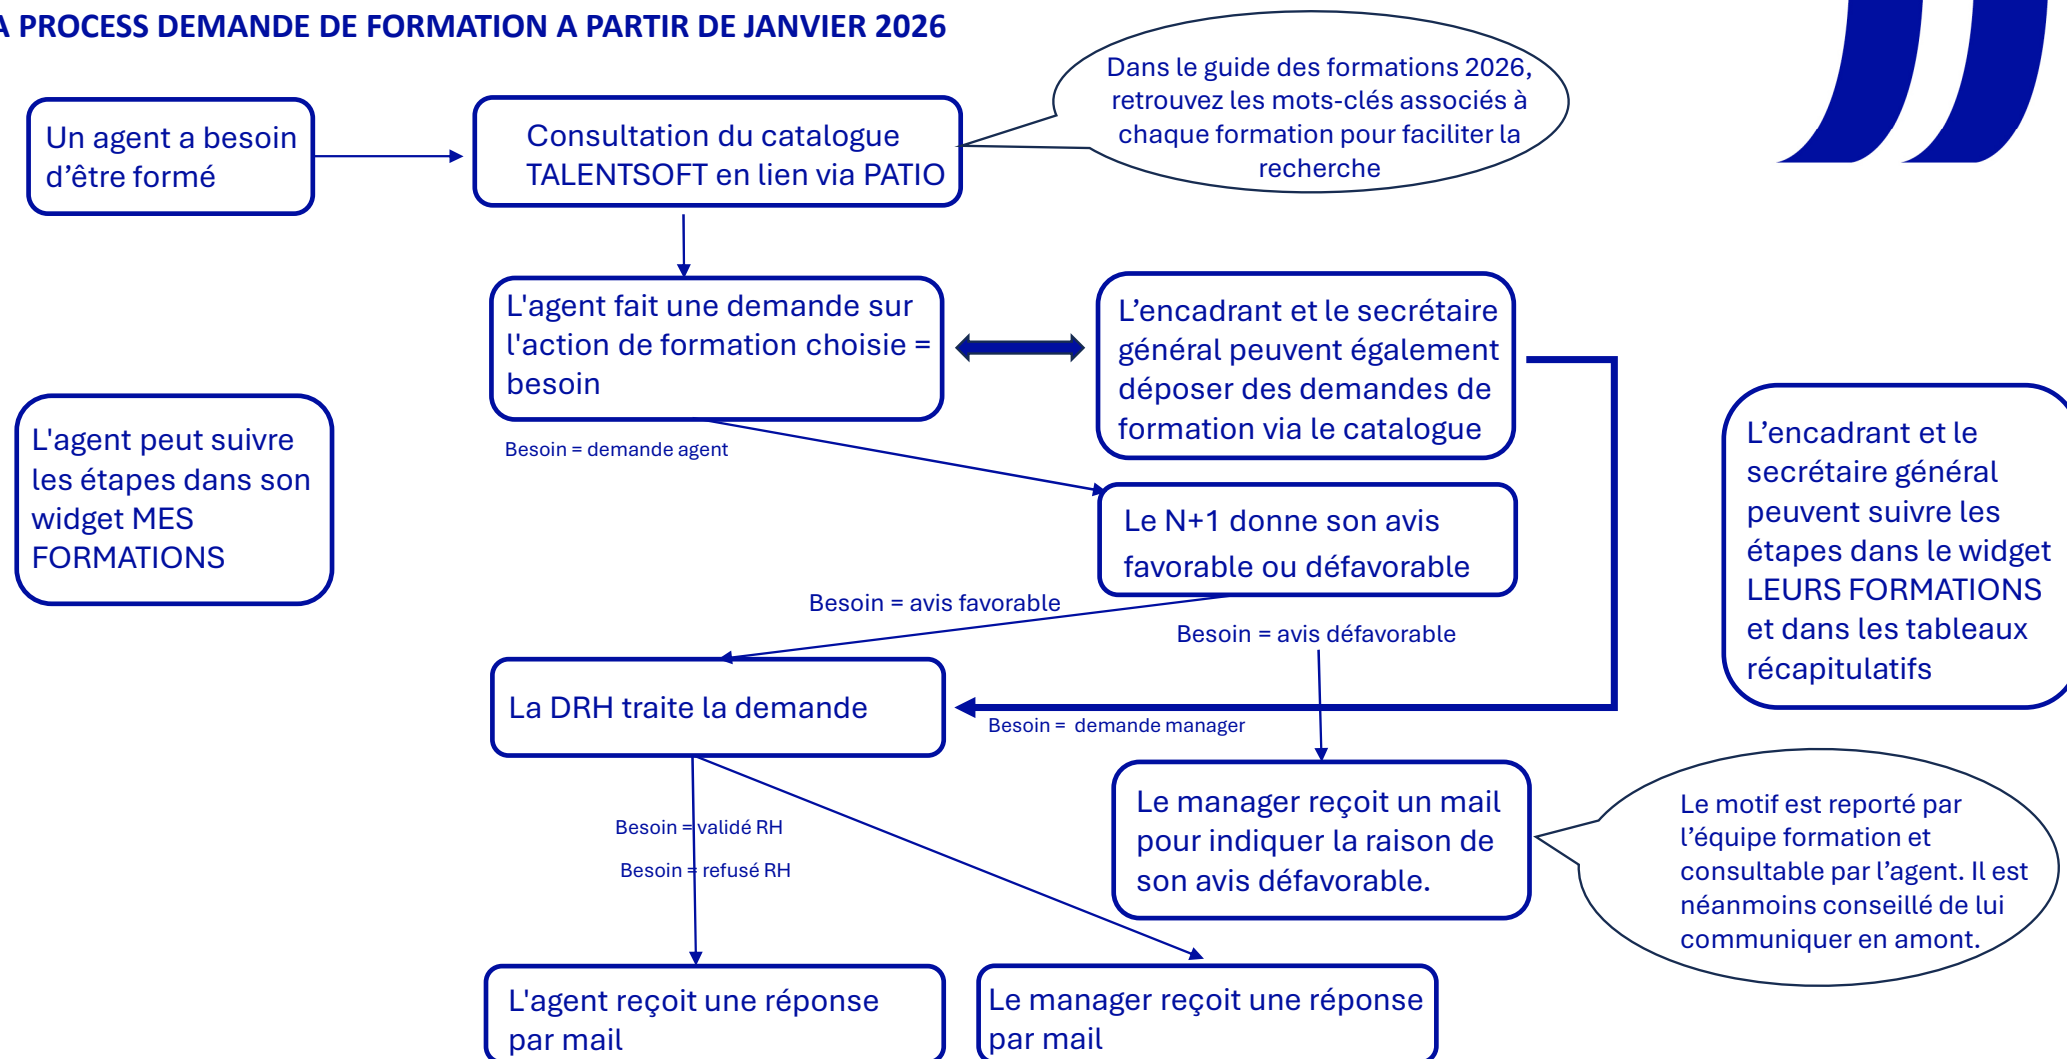 A PROCESS DEMANDE DE FORMATION A PARTIR DE JANVIER 2026
Dans le guide des formations 2026,
retrouvez les mots-clés associés à
chaque formation pour faciliter la
recherche
Un agent a besoin
d’être formé
Consultation du catalogue
TALENTSOFT en lien via PATIO
L'agent fait une demande sur
l'action de formation choisie =
besoin
L’encadrant et le secrétaire
général peuvent également
déposer des demandes de
formation via le catalogue
L'agent peut suivre
les étapes dans son
widget MES
FORMATIONS
L’encadrant et le
secrétaire général
peuvent suivre les
étapes dans le widget
LEURS FORMATIONS
et dans les tableaux
récapitulatifs
Besoin = demande agent
Le N+1 donne son avis
favorable ou défavorable
Besoin = avis favorable
Besoin = avis défavorable
La DRH traite la demande
Besoin = demande manager
Le manager reçoit un mail
pour indiquer la raison de
son avis défavorable.
Le motif est reporté par
l’équipe formation et
consultable par l’agent. Il est
néanmoins conseillé de lui
communiquer en amont.
Besoin = validé RH
Besoin = refusé RH
L'agent reçoit une réponse
par mail
Le manager reçoit une réponse
par mail